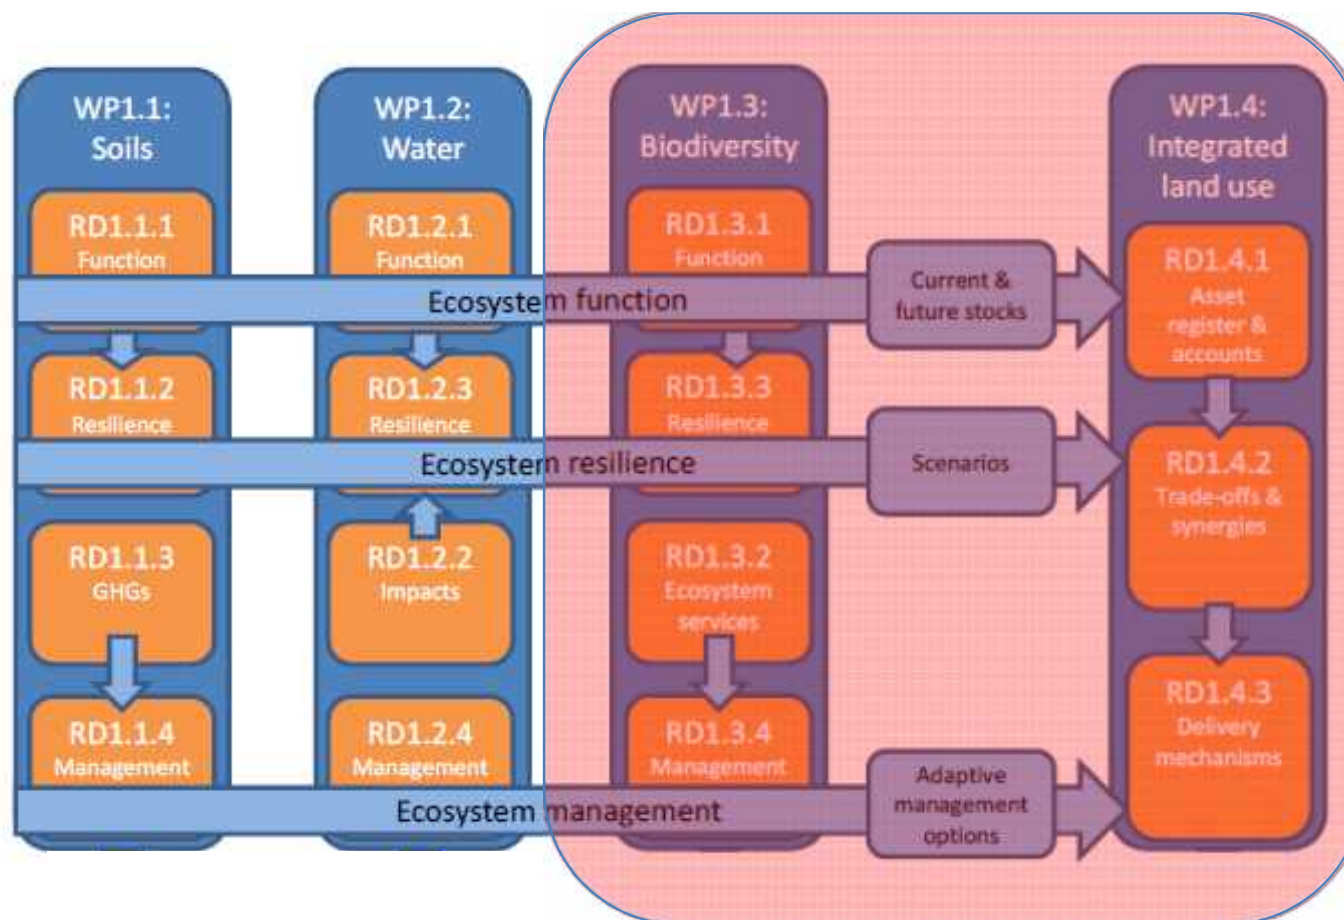 WP1.1:
Soils
RD1.1.1
Function
RD1.1.2
Resilience
RD1.1.3
GHGs
RD1.1.4
Management
WP1.2:
Water
RD1.2.1
Function
RD1.2.3
Resilience
RD1.2.2
Impacts
RD1.2.4
Management
WP1.3:
Biodiversity
RD1.3.1
Function
RD1.3.3
Resilience
RD1.3.2
Ecosystem
services
RD1.3.4
Management
WP1.4:
Integrated
land use
RD1.4.1
Asset
register &
accounts
RD1.4.2
Trade-offs &
synergies
RD1.4.3
Delivery
mechanisms
Ecosystem function
Current &
future stocks
Ecosystem resilience
Scenarios
Ecosystem management
Adaptive
management
options